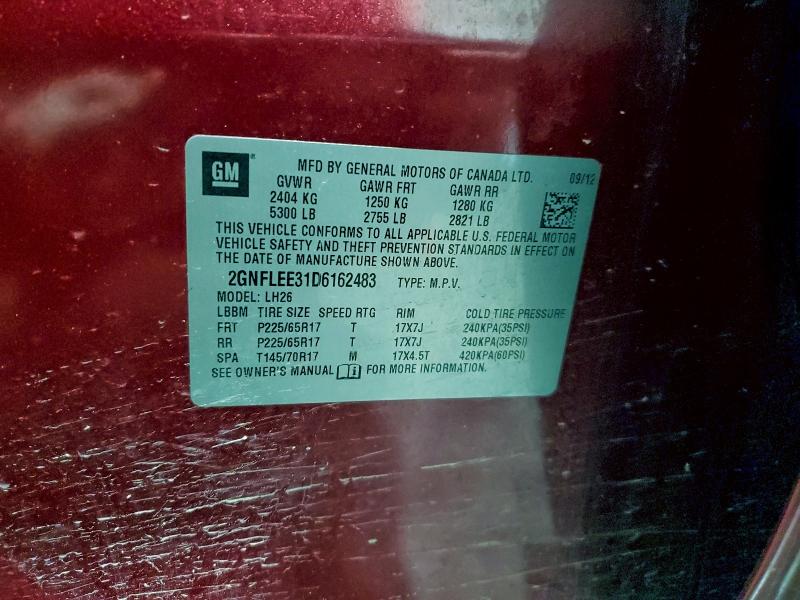 GM
MFD BY GENERAL MOTORS OF CANADA LTD. 09/12
GVWR GAWR FRT GAWR RR
2404 KG 1250 KG 1280 KG
5300 LB 2755 LB 2821 LB
THIS VEHICLE CONFORMS TO ALL APPLICABLE U.S. FEDERAL MOTOR
VEHICLE SAFETY AND THEFT PREVENTION STANDARDS IN EFFECT ON
THE DATE OF MANUFACTURE SHOWN ABOVE.
2GNFLEE31D6162483 TYPE: M.P.V.
MODEL: LH26
LBBM TIRE SIZE SPEED RTG RIM COLD TIRE PRESSURE
FRT P225/65R17 T 17X7J 240KPA(35PSI)
RR P225/65R17 T 17X7J 240KPA(35PSI)
SPA T145/70R17 M 17X4.5T 420KPA(60PSI)
SEE OWNER'S MANUAL FOR MORE INFORMATION.